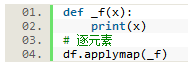 01. def _f(x):
02.     print(x)
03. # 逐元素
04. df.applymap(_f)